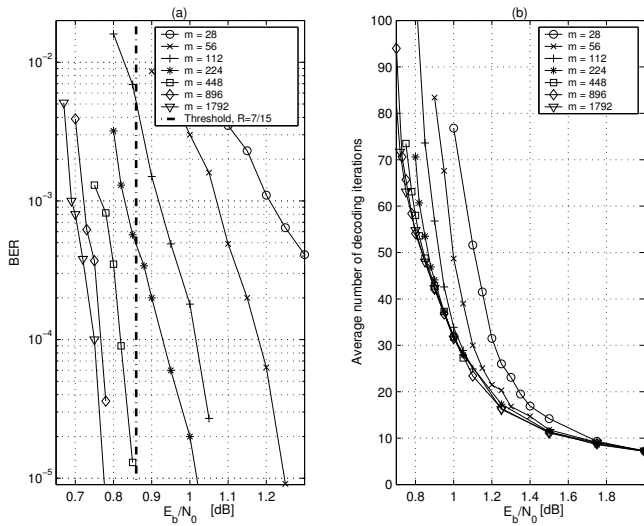 (a)
10^-2
10^-3
10^-4
10^-5
BER
0.7 0.8 0.9 1 1.1 1.2
E_b/N_0 [dB]
m = 28
m = 56
m = 112
m = 224
m = 448
m = 896
m = 1792
Threshold, R=7/15
(b)
100
90
80
70
60
50
40
30
20
10
0
Average number of decoding iterations
0.8 1 1.2 1.4 1.6 1.8
E_b/N_0 [dB]
m = 28
m = 56
m = 112
m = 224
m = 448
m = 896
m = 1792